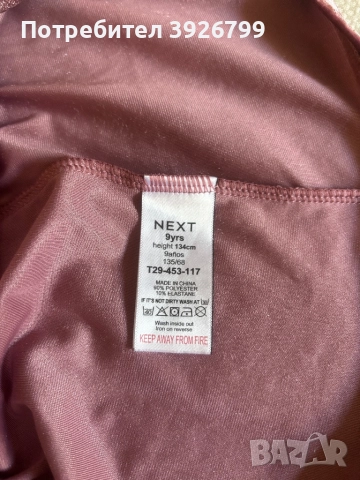 Потребител 3926799
NEXT
9yrs
height 134cm
9años
135/68
T29-453-117
MADE IN CHINA
90% POLYESTER
10% ELASTANE
IF IT'S NOT DIRTY WASH AT
Wash inside out
Iron on reverse
KEEP AWAY FROM FIRE
BAZAR